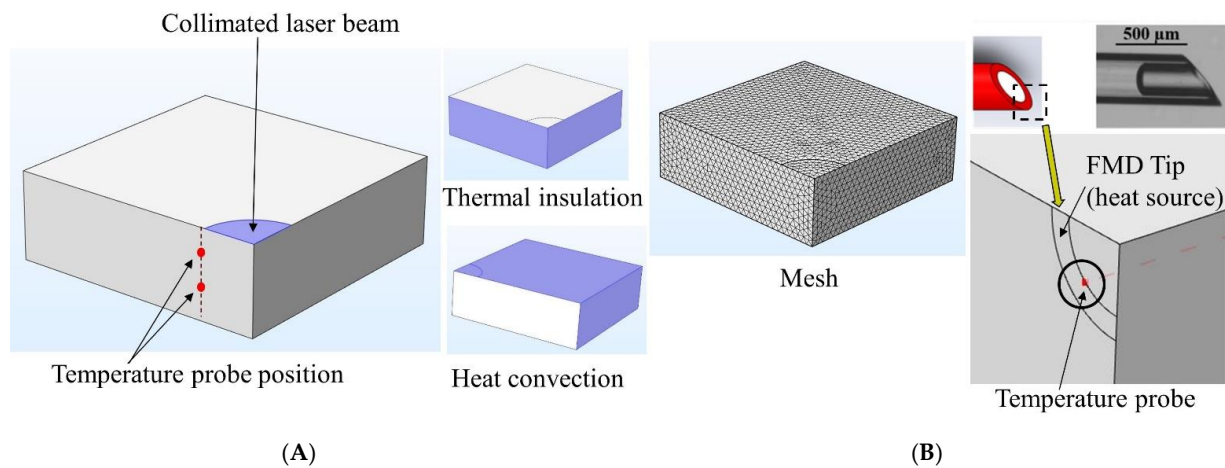 Collimated laser beam
Temperature probe position
Thermal insulation
Heat convection
Mesh
500 µm
FMD Tip
(heat source)
Temperature probe
(A)
(B)